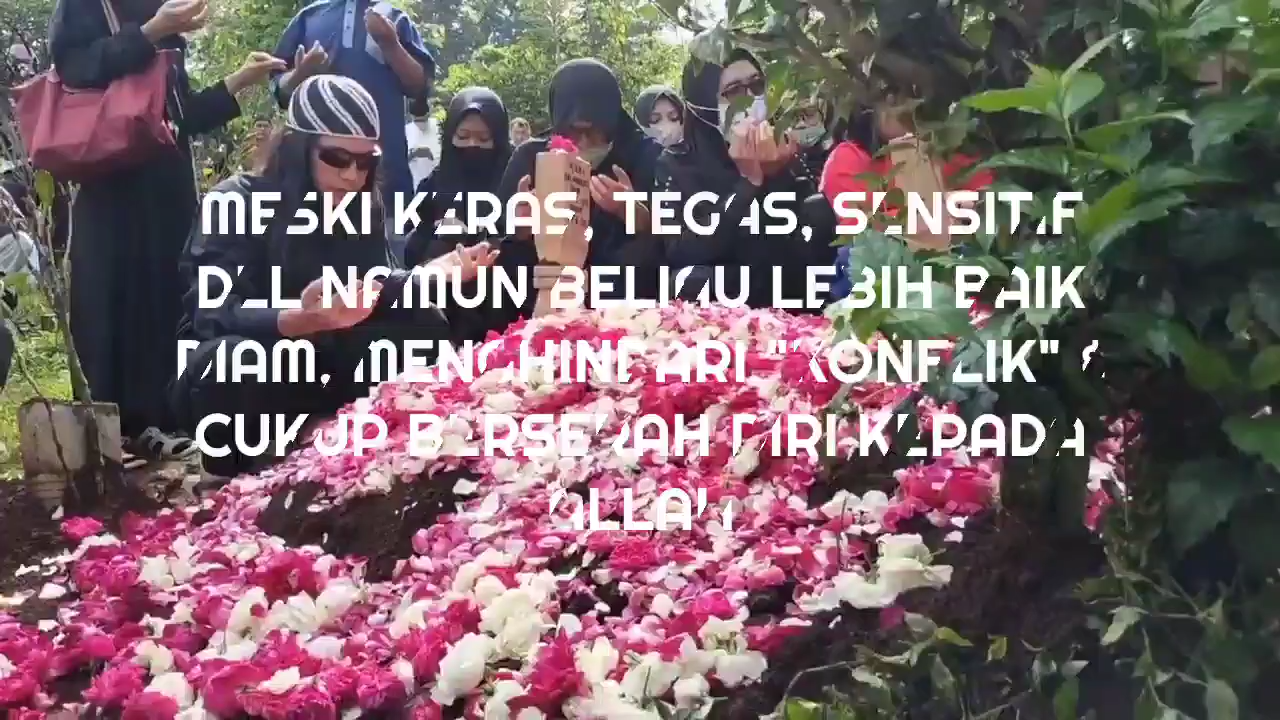 MESKI KERAS, TEGAS, SENSITIF
DLL NAMUN BELIAU LEBIH BAIK
DIAM, MENGHINDARI "KONFLIK" &
CUKUP BERSERAH DIRI KEPADA
ALLAH